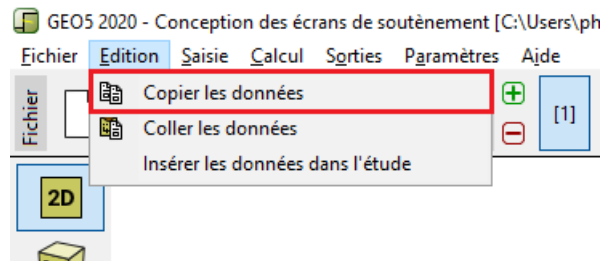 GEO5 2020 - Conception des écrans de soutènement [C:\Users\ph
Fichier Edition Saisie Calcul Sorties Paramètres Aide
Fichier
Copier les données
Coller les données
Insérer les données dans l'étude
[1]
2D